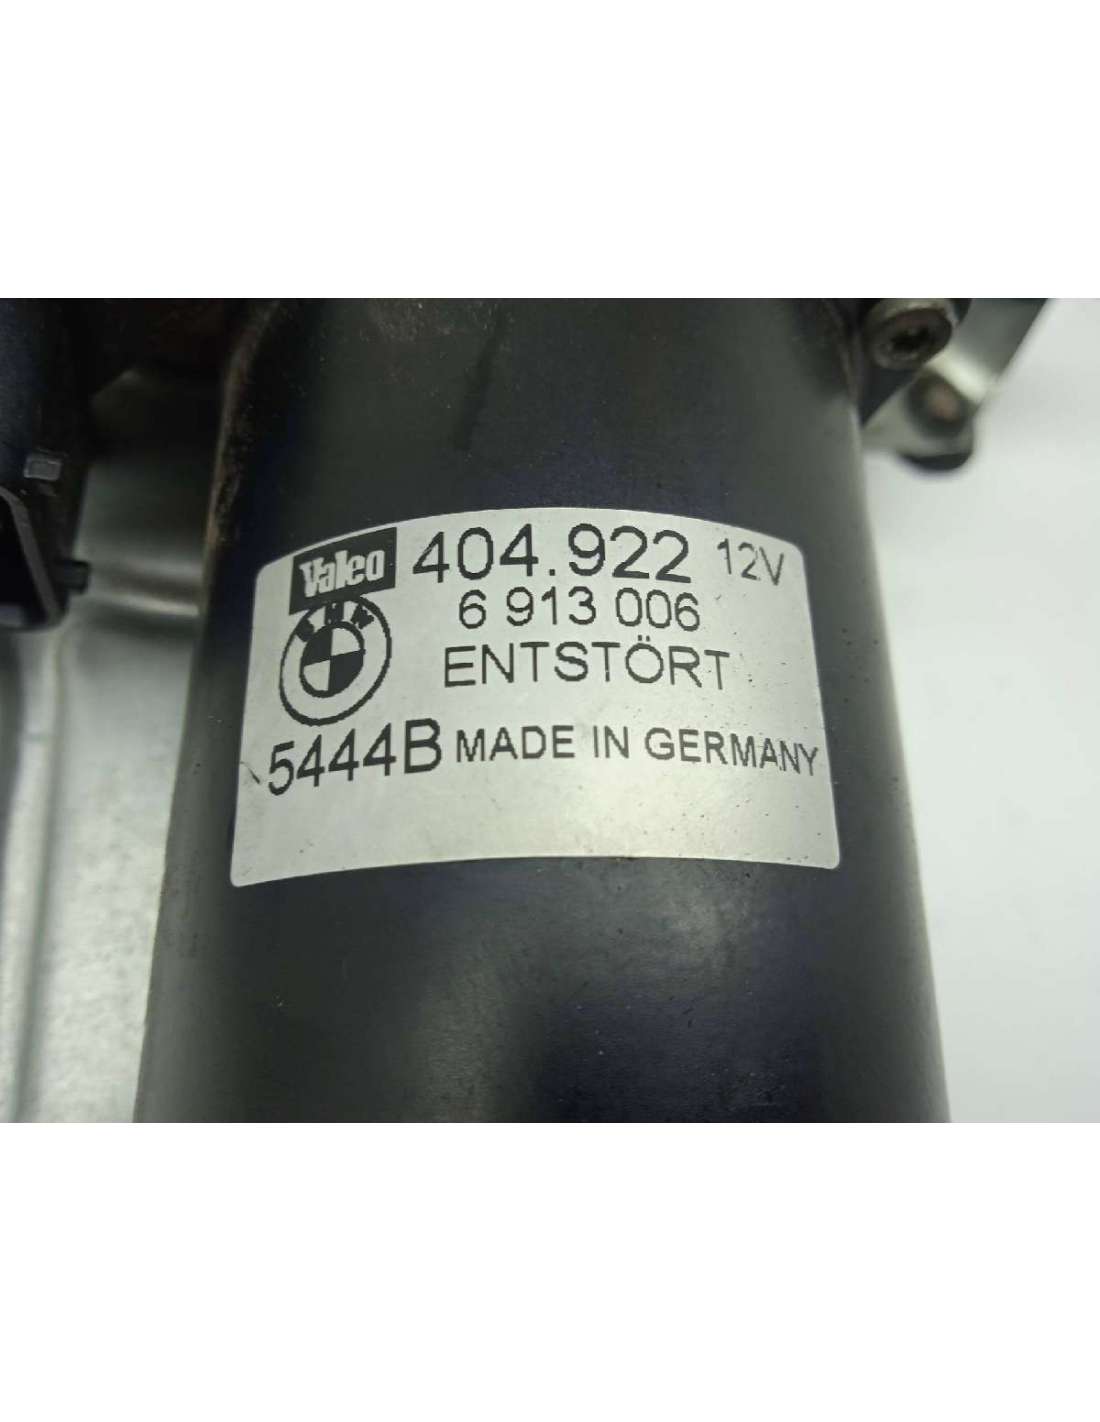 Valeo 404.922 12V
6 913 006
BMW
ENTSTÖRT
5444B MADE IN GERMANY